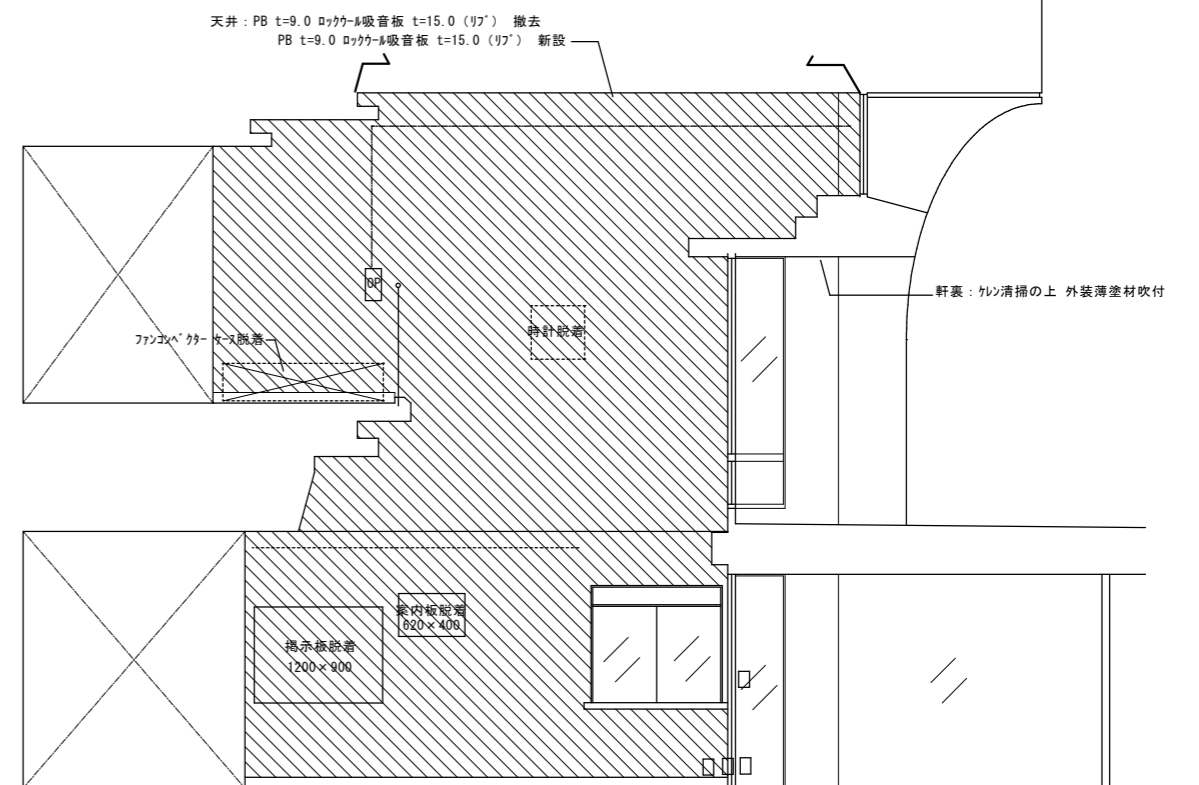 天井：PB t=9.0 ﾛｯｸｳｰﾙ吸音板 t=15.0（ﾘﾌﾞ） 撤去
PB t=9.0 ﾛｯｸｳｰﾙ吸音板 t=15.0（ﾘﾌﾞ） 新設
OP
軒裏：ｹﾚﾝ清掃の上 外装薄塗材吹付
時計脱着
ﾌｧﾝｺﾝﾍﾞｸﾀｰ ｹｰｽ脱着
案内板脱着
620×400
掲示板脱着
1200×900